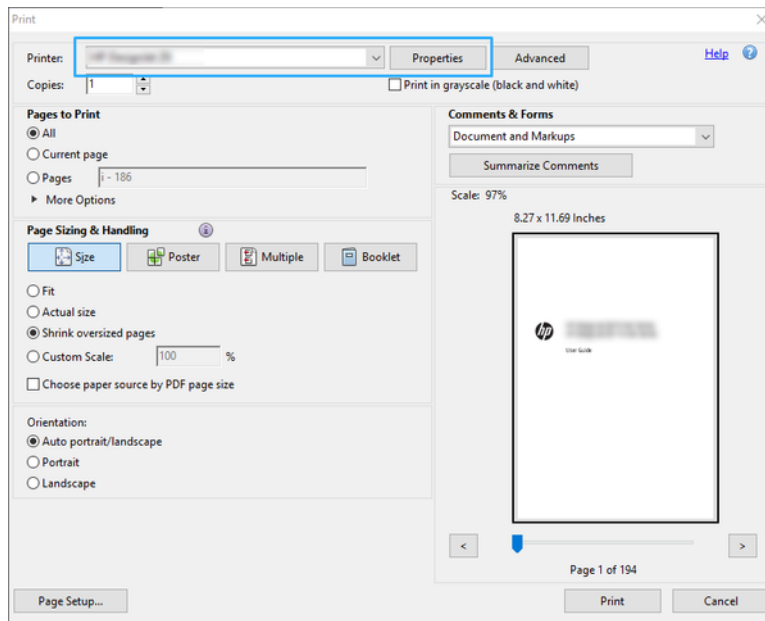 Print
Printer:
Properties
Advanced
Help
Copies: 1
Print in grayscale (black and white)
Pages to Print
All
Current page
Pages i - 186
More Options
Page Sizing & Handling
Size
Poster
Multiple
Booklet
Fit
Actual size
Shrink oversized pages
Custom Scale: 100 %
Choose paper source by PDF page size
Orientation:
Auto portrait/landscape
Portrait
Landscape
Comments & Forms
Document and Markups
Summarize Comments
Scale: 97%
8.27 x 11.69 Inches
hp
User Guide
<
>
Page 1 of 194
Page Setup...
Print
Cancel